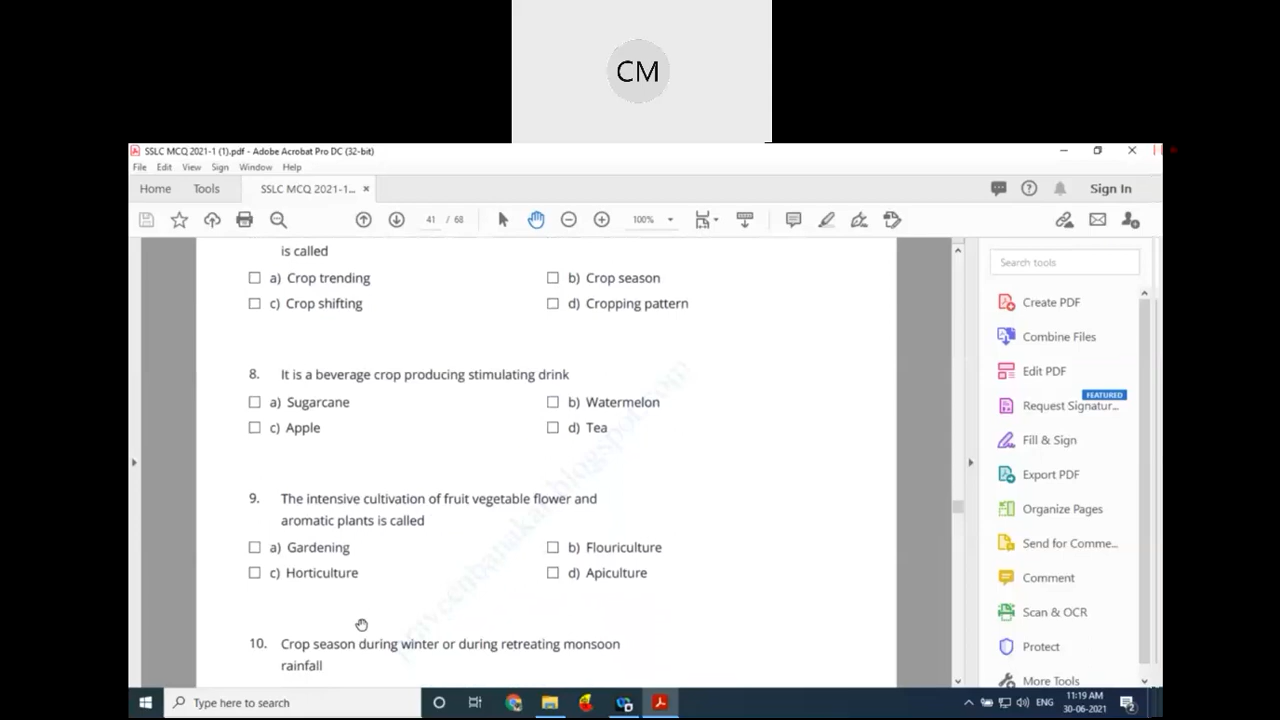 CM
SSLC MCQ 2021-1 (1).pdf - Adobe Acrobat Pro DC (32-bit)
File Edit View Sign Window Help
Home Tools SSLC MCQ 2021-1... × Sign In
41 / 68 100%
is called
a) Crop trending b) Crop season
c) Crop shifting d) Cropping pattern
8. It is a beverage crop producing stimulating drink
a) Sugarcane b) Watermelon
c) Apple d) Tea
9. The intensive cultivation of fruit vegetable flower and
aromatic plants is called
a) Gardening b) Flouriculture
c) Horticulture d) Apiculture
10. Crop season during winter or during retreating monsoon
rainfall
Search tools
Create PDF
Combine Files
Edit PDF
FEATURED
Request Signatur...
Fill & Sign
Export PDF
Organize Pages
Send for Comme...
Comment
Scan & OCR
Protect
More Tools
Type here to search
ENG
11:19 AM
30-06-2021
2